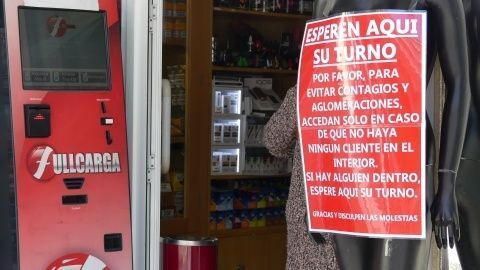 FULLCARGA
FULLCARGA
ESPEREN AQUI
SU TURNO
POR FAVOR, PARA
EVITAR CONTAGIOS Y
AGLOMERACIONES,
ACCEDAN SOLO EN CASO
DE QUE NO HAYA
NINGUN CLIENTE EN EL
INTERIOR.
SI HAY ALGUIEN DENTRO,
ESPERE AQUI SU TURNO.
GRACIAS Y DISCULPEN LAS MOLESTIAS